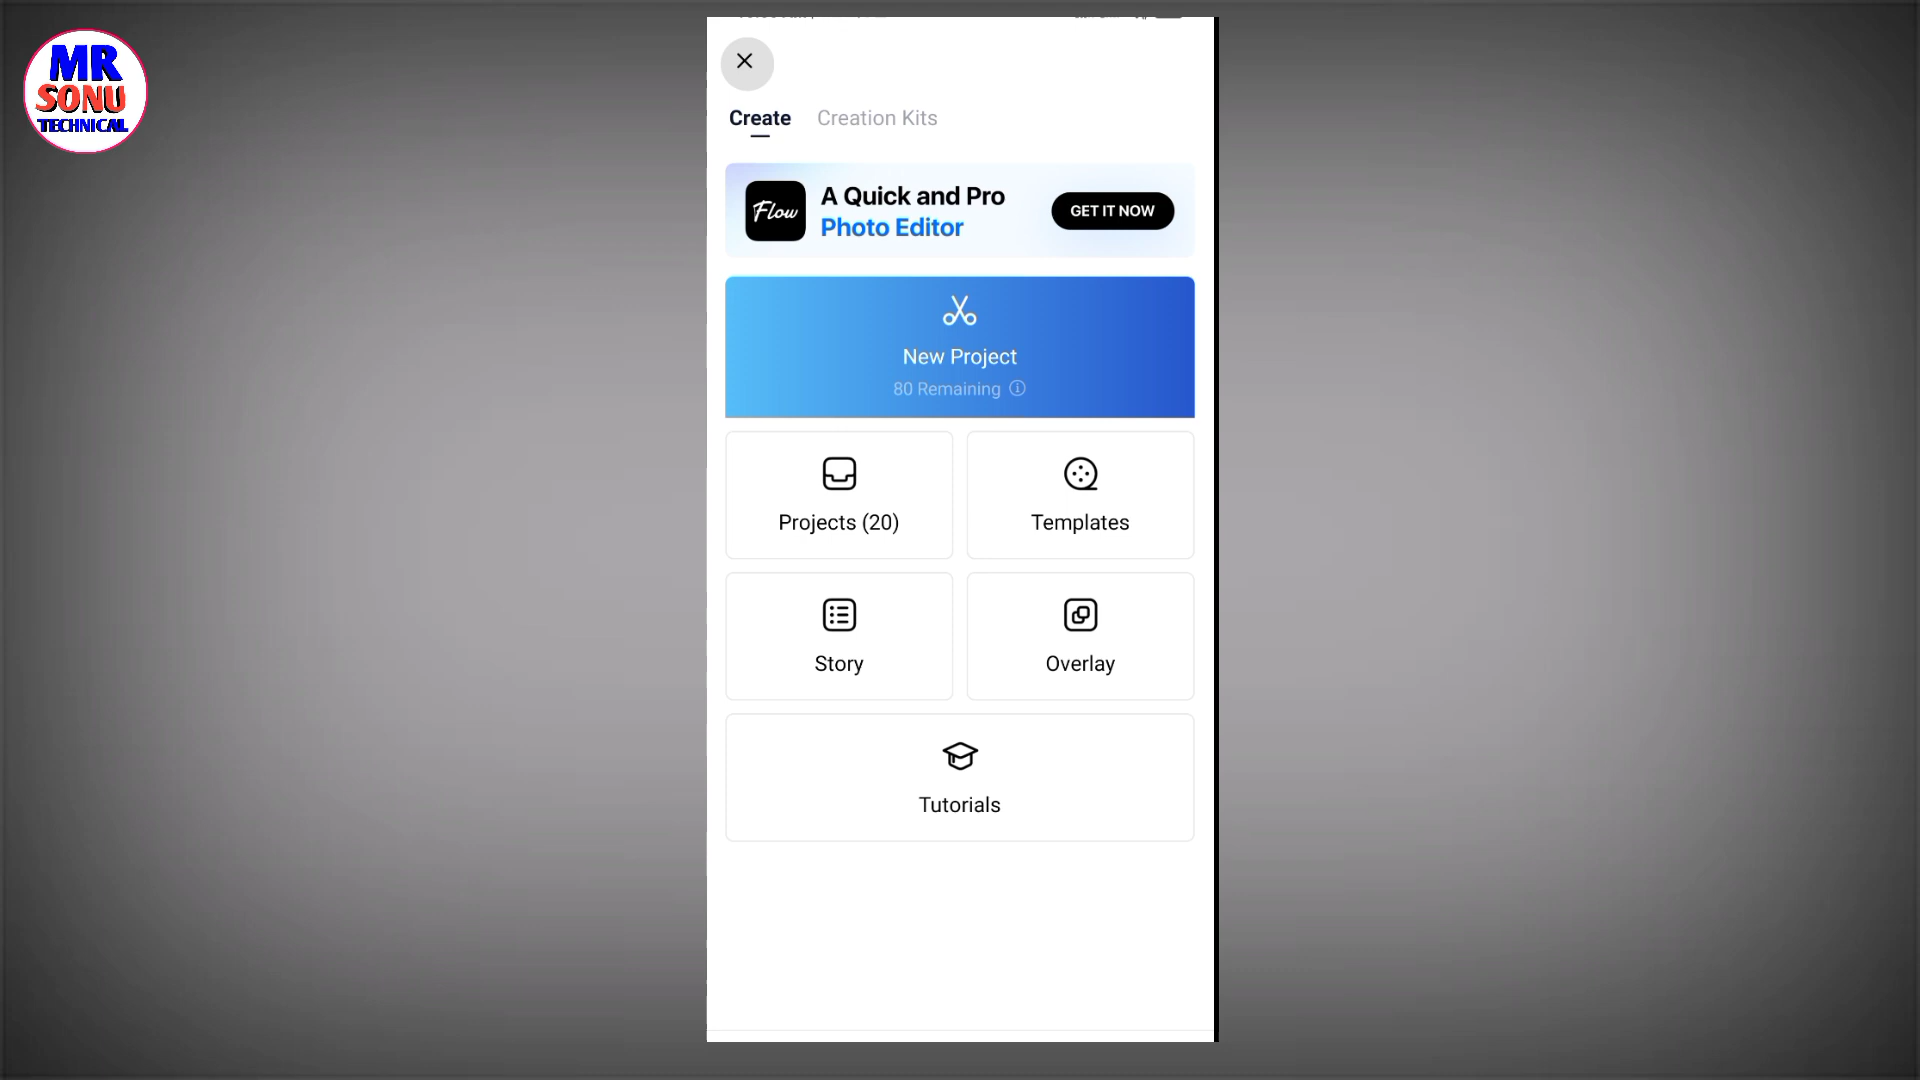 MR
SONU
TECHNICAL
Create Creation Kits
Flow
A Quick and Pro
Photo Editor
GET IT NOW
New Project
80 Remaining
Projects (20)
Templates
Story
Overlay
Tutorials